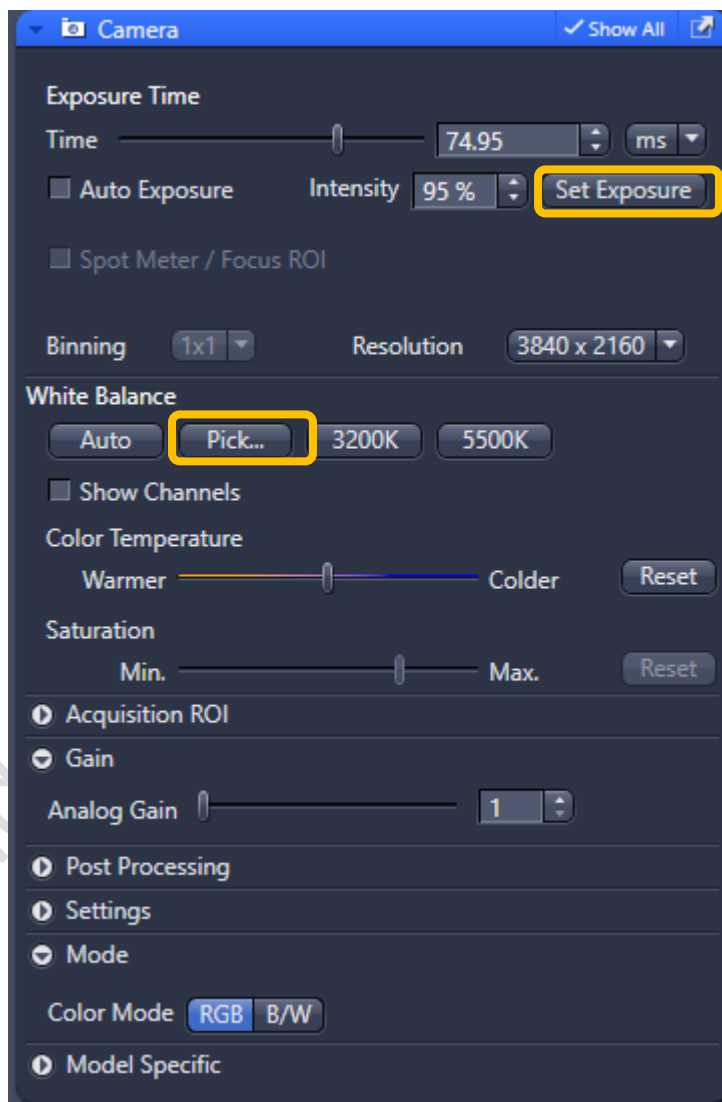 Camera Show All
Exposure Time
Time 74.95 ms
Auto Exposure Intensity 95 % Set Exposure
Spot Meter / Focus ROI
Binning 1x1 Resolution 3840 x 2160
White Balance
Auto Pick... 3200K 5500K
Show Channels
Color Temperature
Warmer Colder Reset
Saturation
Min. Max. Reset
Acquisition ROI
Gain
Analog Gain 1
Post Processing
Settings
Mode
Color Mode RGB B/W
Model Specific